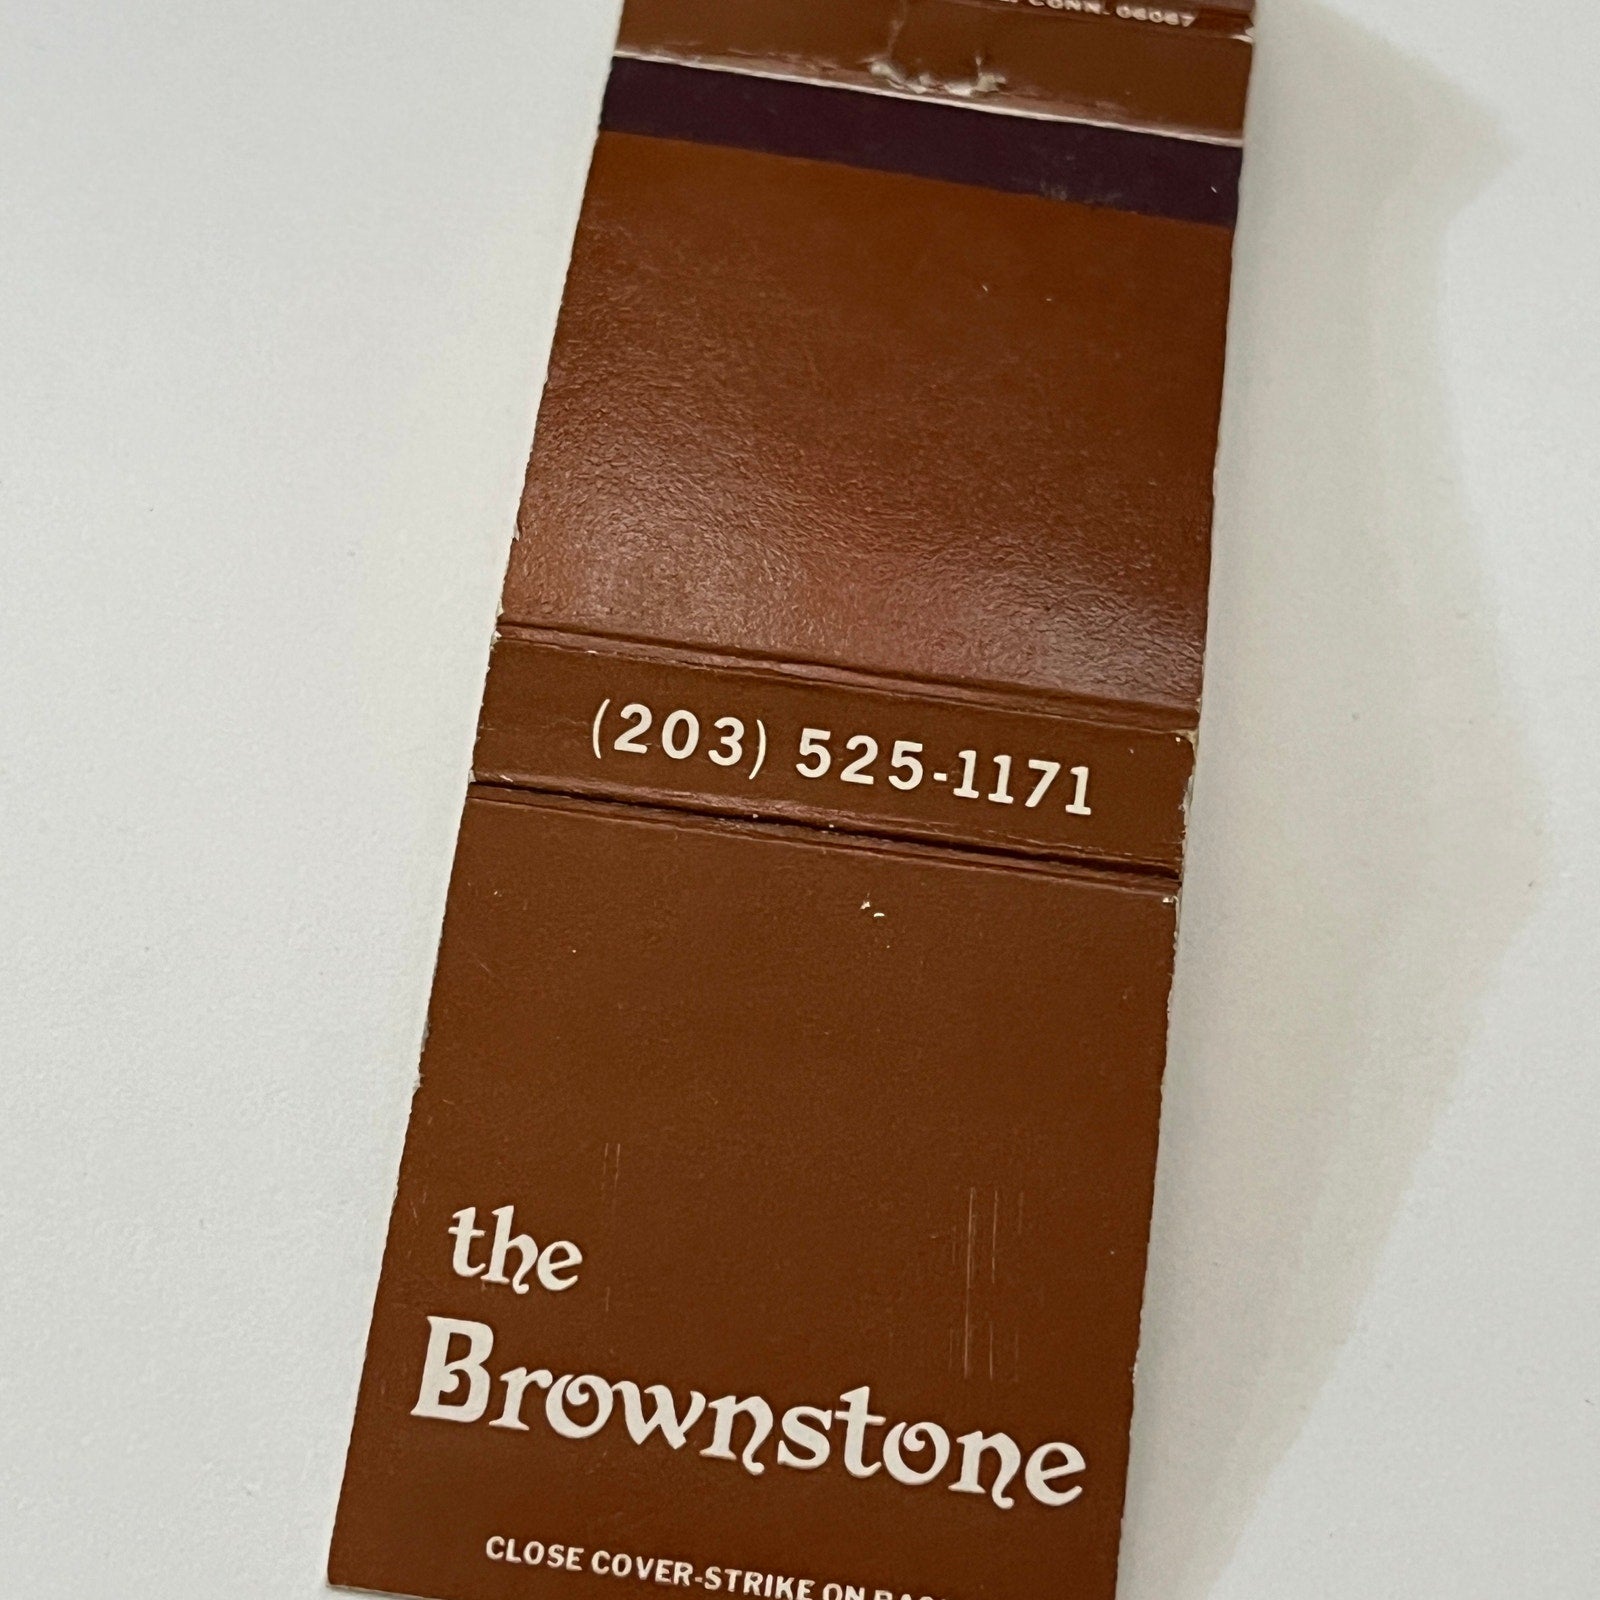 CONN. 06067
(203) 525-1171
the
Brownstone
CLOSE COVER-STRIKE ON